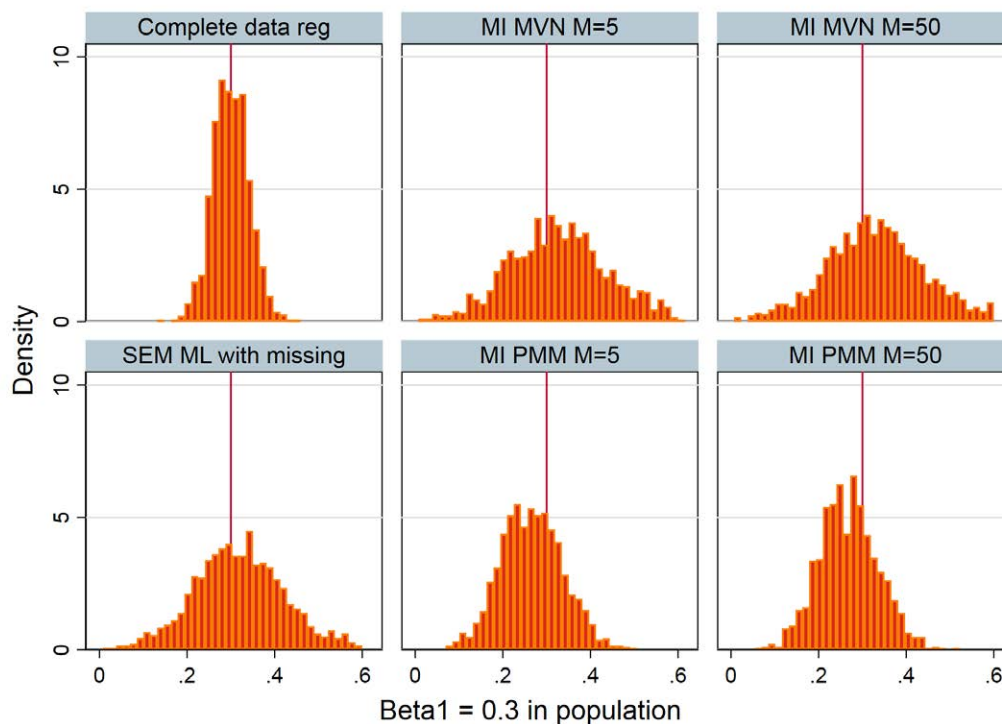 Complete data reg
MI MVN M=5
MI MVN M=50
10
5
0
SEM ML with missing
MI PMM M=5
MI PMM M=50
10
5
0
Density
0 .2 .4 .6
0 .2 .4 .6
0 .2 .4 .6
Beta1 = 0.3 in population